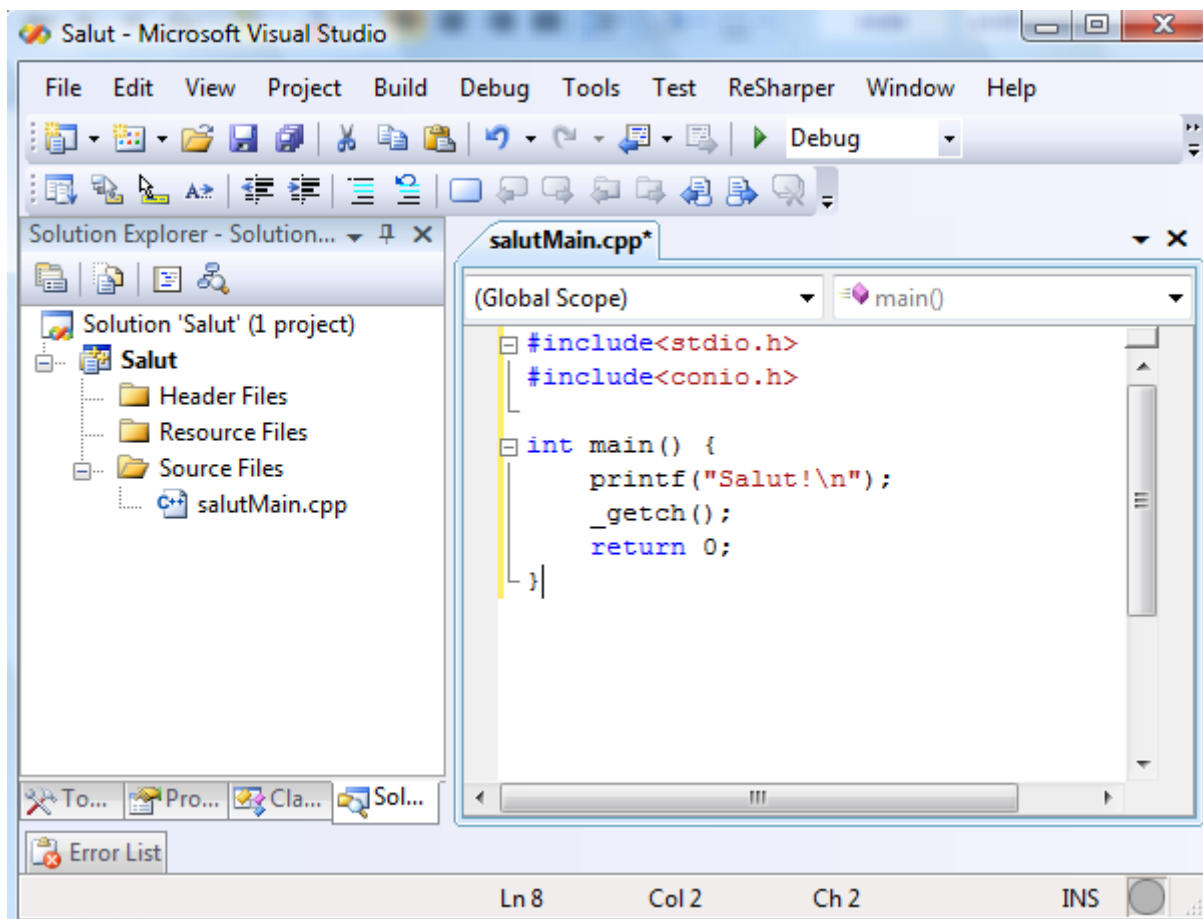 Salut - Microsoft Visual Studio
File Edit View Project Build Debug Tools Test ReSharper Window Help
Debug
Solution Explorer - Solution...
salutMain.cpp*
(Global Scope)
main()
Solution 'Salut' (1 project)
Salut
Header Files
Resource Files
Source Files
salutMain.cpp
#include<stdio.h>
#include<conio.h>
int main() {
printf("Salut!\n");
_getch();
return 0;
}
To... Pro... Cla... Sol...
Error List
Ln 8 Col 2 Ch 2 INS